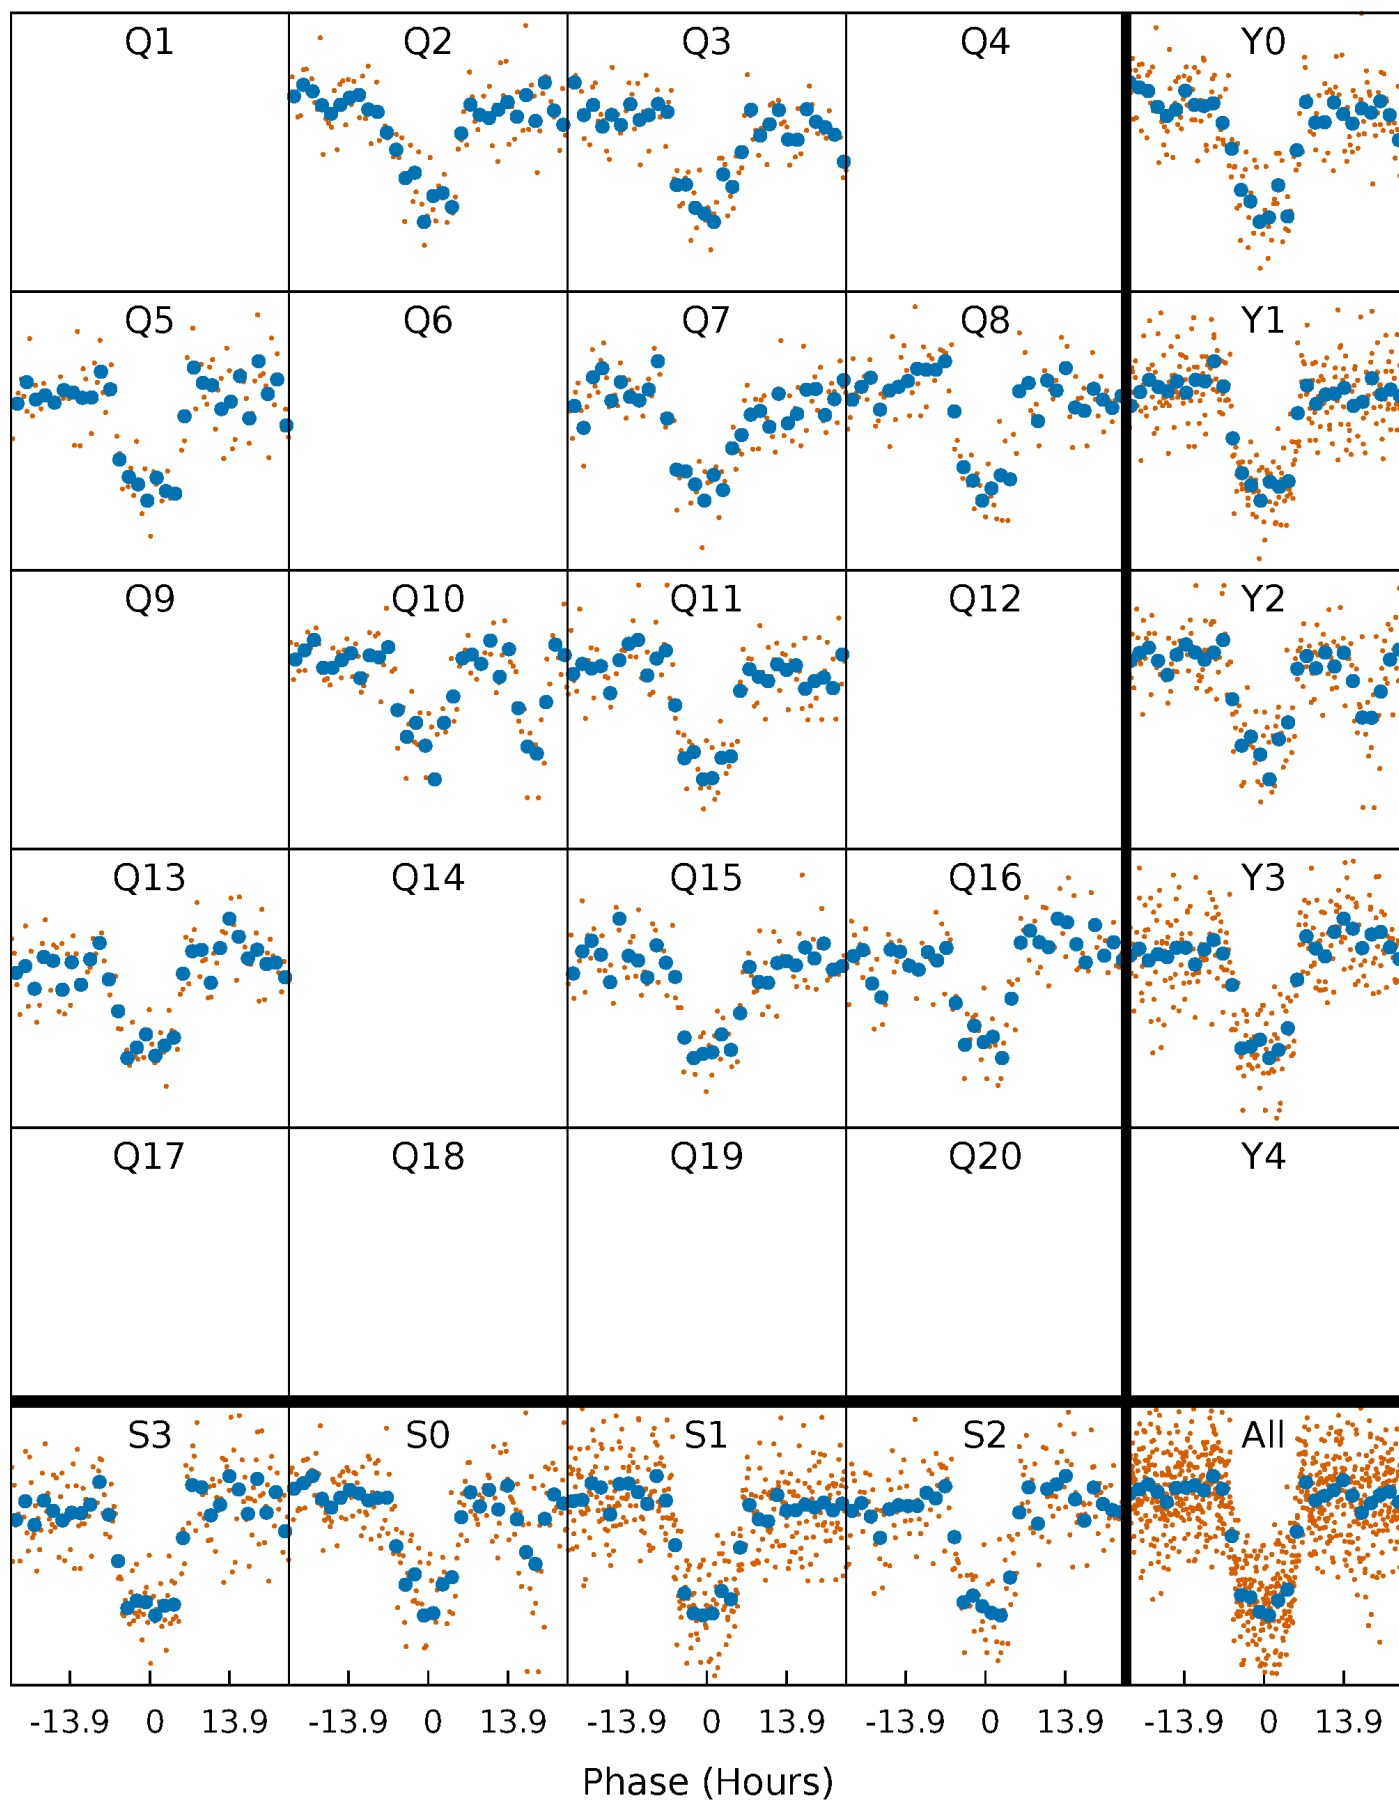 Q1 Q2 Q3 Q4 Y0
Q5 Q6 Q7 Q8 Y1
Q9 Q10 Q11 Q12 Y2
Q13 Q14 Q15 Q16 Y3
Q17 Q18 Q19 Q20 Y4
S3 S0 S1 S2 All
-13.9 0 13.9 -13.9 0 13.9 -13.9 0 13.9 -13.9 0 13.9 -13.9 0 13.9
Phase (Hours)